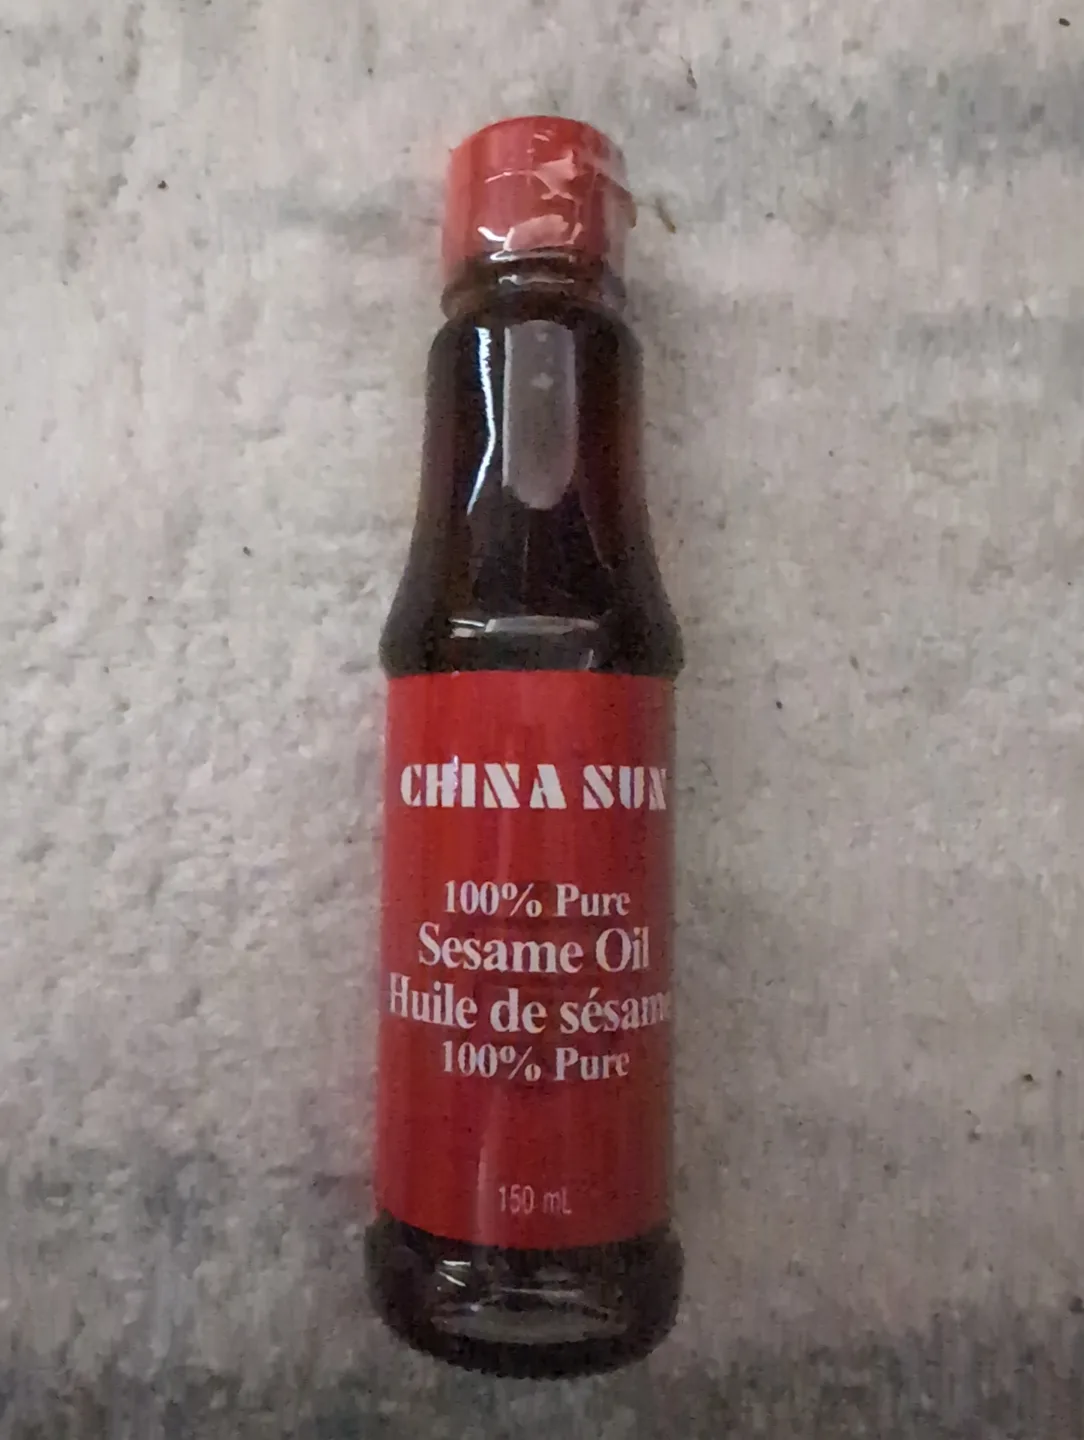 CHINA SUN
100% Pure
Sesame Oil
Huile de sésame
100% Pure
150 mL